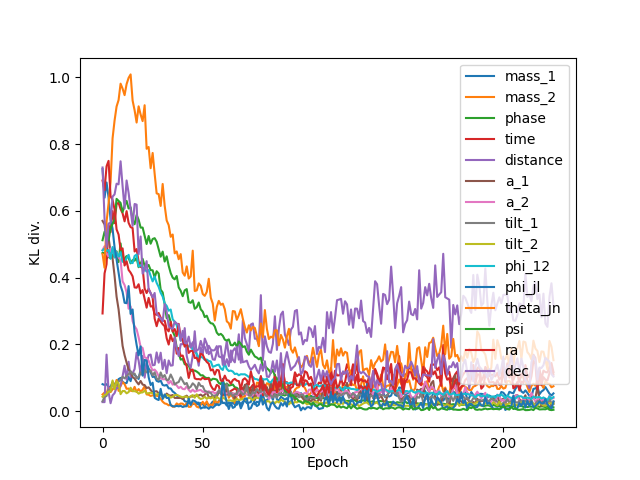 1.0
0.8
0.6
0.4
0.2
0.0
KL div.
0
50
100
150
200
Epoch
mass_1
mass_2
phase
time
distance
a_1
a_2
tilt_1
tilt_2
phi_12
phi_jl
theta_jn
psi
ra
dec